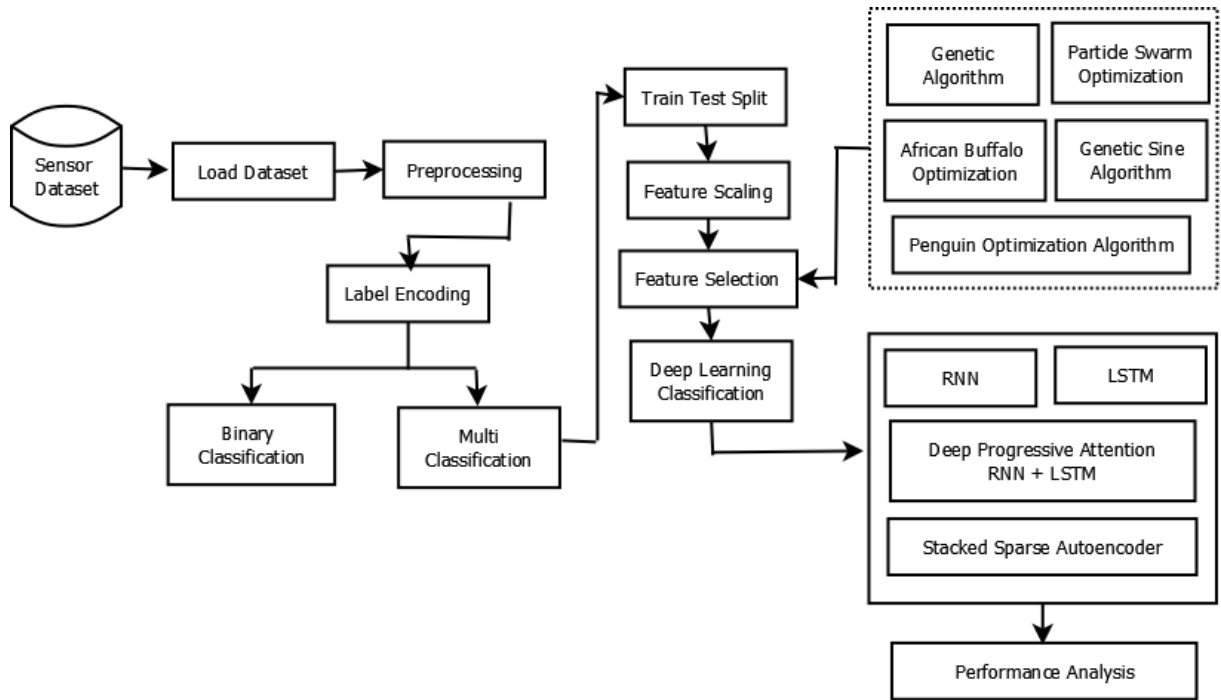 Sensor
Dataset
Load Dataset
Preprocessing
Label Encoding
Binary
Classification
Multi
Classification
Train Test Split
Feature Scaling
Feature Selection
Deep Learning
Classification
Genetic
Algorithm
Partide Swarm
Optimization
African Buffalo
Optimization
Genetic Sine
Algorithm
Penguin Optimization Algorithm
RNN
LSTM
Deep Progressive Attention
RNN + LSTM
Stacked Sparse Autoencoder
Performance Analysis